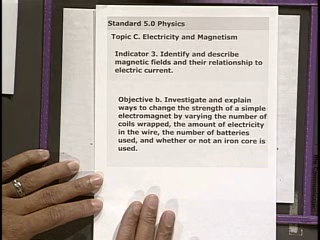 Standard 5.0 Physics
Topic C. Electricity and Magnetism
Indicator 3. Identify and describe
magnetic fields and their relationship to
electric current.
Objective b. Investigate and explain
ways to change the strength of a simple
electromagnet by varying the number of
coils wrapped, the amount of electricity
in the wire, the number of batteries
used, and whether or not an iron core is
used.